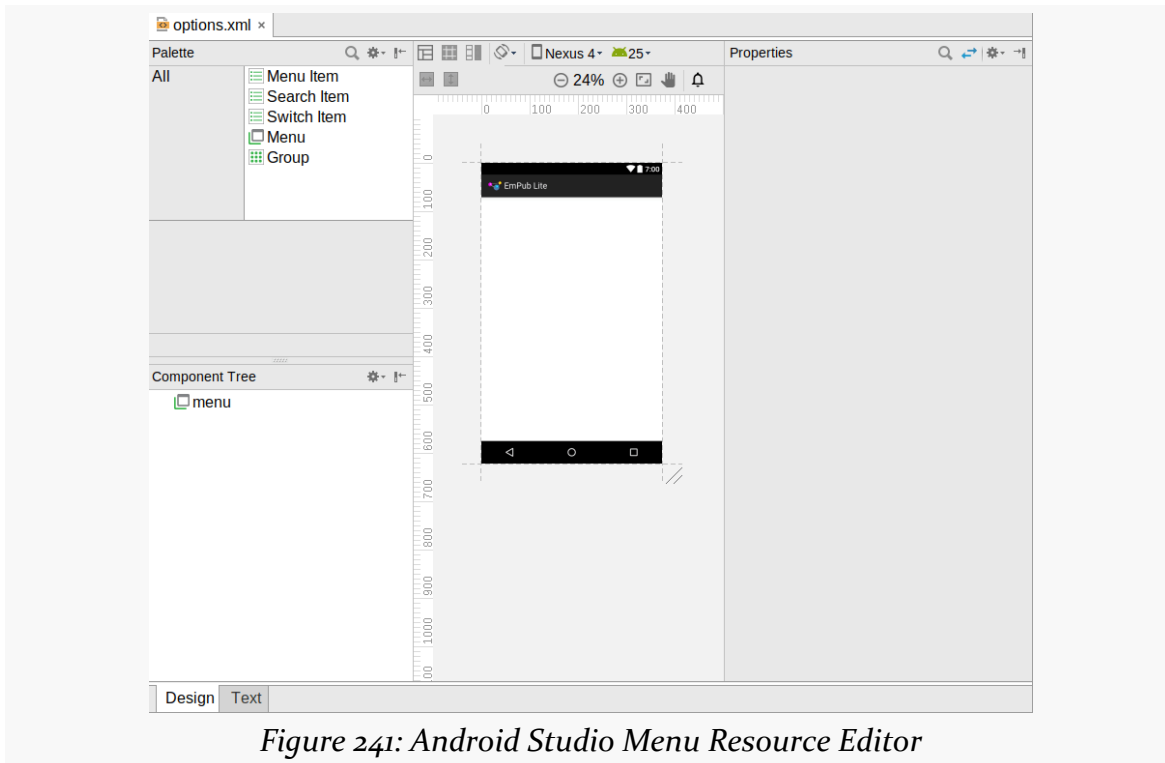 options.xml ×
Palette
All
Menu Item
Search Item
Switch Item
Menu
Group
Component Tree
menu
Nexus 4
25
24%
0 100 200 300 400
0
100
200
300
400
500
600
700
800
900
1000
00
7:00
EmPub Lite
Properties
Design Text
Figure 241: Android Studio Menu Resource Editor